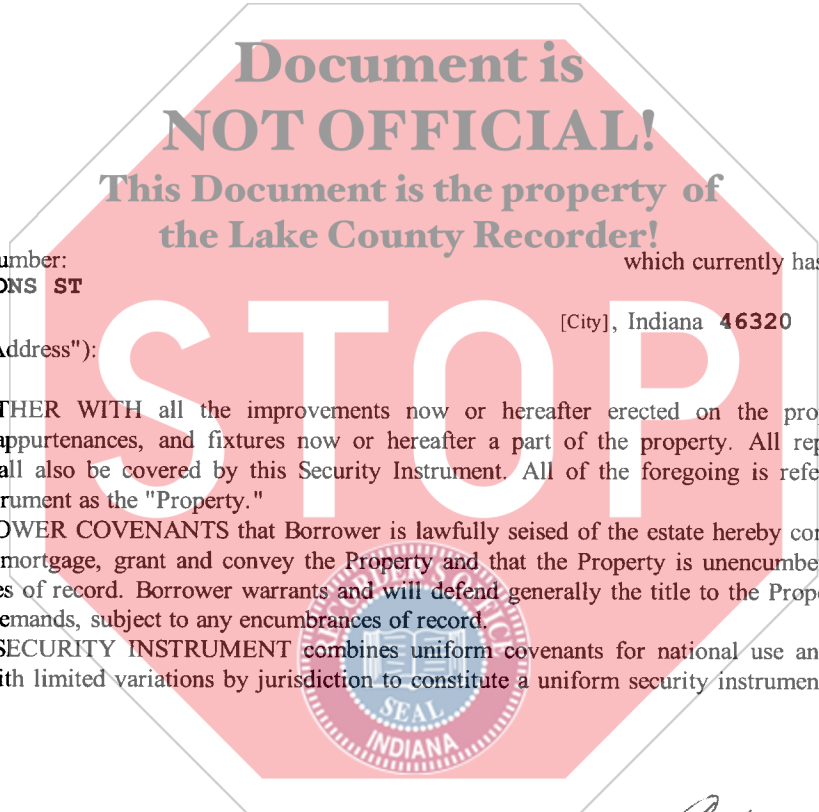 Document is
NOT OFFICIAL!
This Document is the property of
the Lake County Recorder!
umber: which currently has
ONS ST
[City], Indiana 46320
Address"):
STOP
THER WITH all the improvements now or hereafter erected on the prop
appurtenances, and fixtures now or hereafter a part of the property. All rep
all also be covered by this Security Instrument. All of the foregoing is refe
rument as the "Property."
OWER COVENANTS that Borrower is lawfully seised of the estate hereby con
mortgage, grant and convey the Property and that the Property is unencumbe
es of record. Borrower warrants and will defend generally the title to the Prope
emands, subject to any encumbrances of record.
SECURITY INSTRUMENT combines uniform covenants for national use an
ith limited variations by jurisdiction to constitute a uniform security instrumen
RECORDER'S OFFICE
SEAL
INDIANA